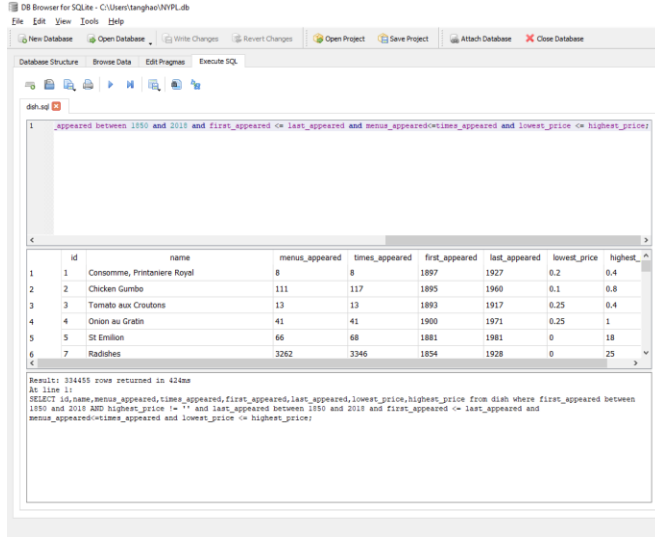 DB Browser for SQLite - C:\Users\tanghao\NYPL.db
File Edit View Tools Help
New Database Open Database Write Changes Revert Changes Open Project Save Project Attach Database Close Database
Database Structure Browse Data Edit Pragmas Execute SQL
dish.sql
1 _appeared between 1850 and 2018 and first_appeared <= last_appeared and menus_appeared<=times_appeared and lowest_price <= highest_price;
id name menus_appeared times_appeared first_appeared last_appeared lowest_price highest_
1 1 Consomme, Printaniere Royal 8 8 1897 1927 0.2 0.4
2 2 Chicken Gumbo 111 117 1895 1960 0.1 0.8
3 3 Tomato aux Croutons 13 13 1893 1917 0.25 0.4
4 4 Onion au Gratin 41 41 1900 1971 0.25 1
5 5 St Emilion 66 68 1881 1981 0 18
6 7 Radishes 3262 3346 1854 1928 0 25
Result: 334455 rows returned in 424ms
At line 1:
SELECT id,name,menus_appeared,times_appeared,first_appeared,last_appeared,lowest_price,highest_price from dish where first_appeared between
1850 and 2018 AND highest_price != '' and last_appeared between 1850 and 2018 and first_appeared <= last_appeared and
menus_appeared<=times_appeared and lowest_price <= highest_price;